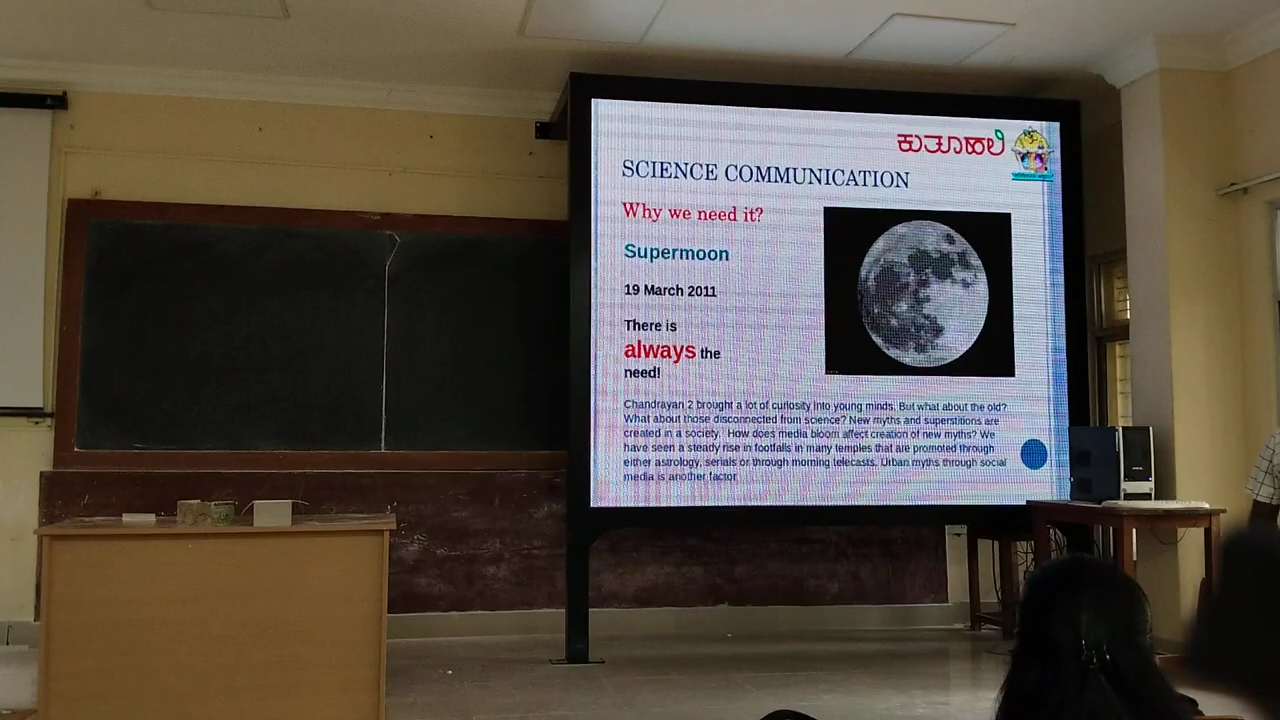 ಕುತೂಹಲಿ
SCIENCE COMMUNICATION
Why we need it?
Supermoon
19 March 2011
There is
always the
need!
Chandrayan 2 brought a lot of curiosity into young minds. But what about the old?
What about those disconnected from science? New myths and superstitions are
created in a society. How does media bloom affect creation of new myths? We
have seen a steady rise in footfalls in many temples that are promoted through
either astrology, serials or through morning telecasts. Urban myths through social
media is another factor